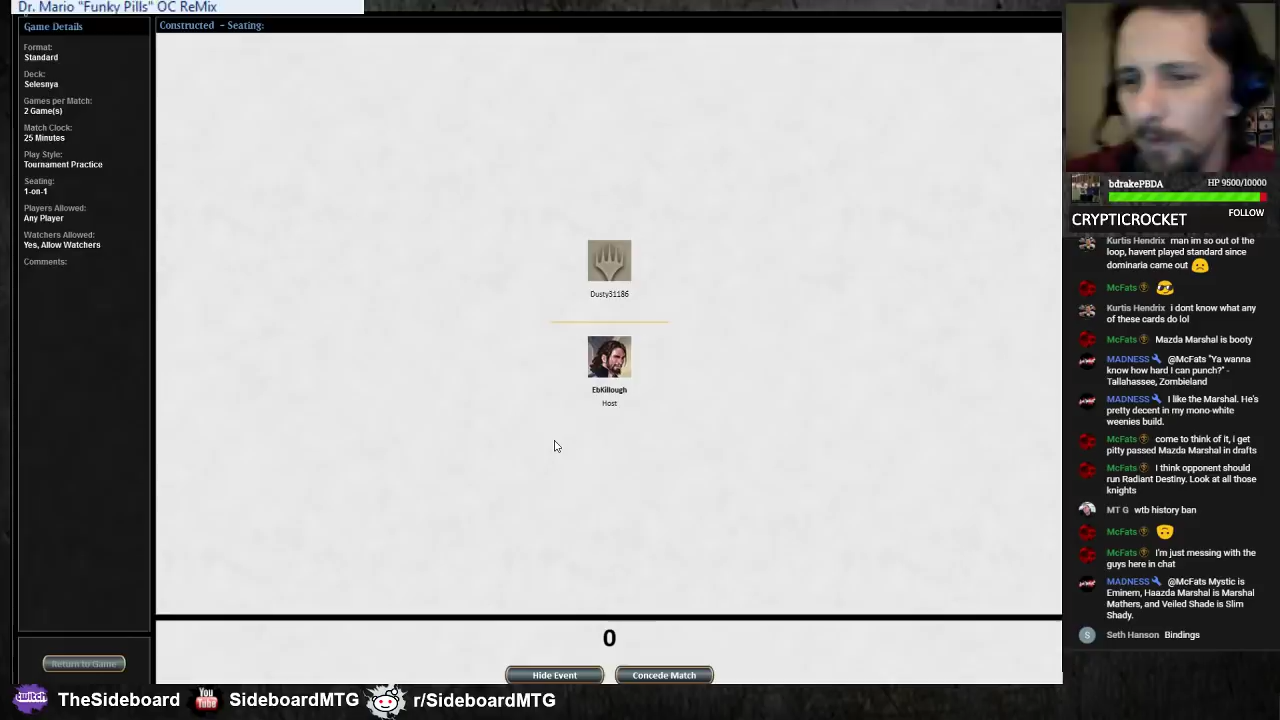 Dr. Mario "Funky Pills" OC ReMix
Game Details
Format:
Standard
Deck:
Selesnya
Games per Match:
2 Game(s)
Match Clock:
25 Minutes
Play Style:
Tournament Practice
Seating:
1-on-1
Players Allowed:
Any Player
Watchers Allowed:
Yes, Allow Watchers
Comments:
Return to Game
Constructed - Seating:
Dusty31186
EbKillough
Host
0
Hide Event
Concede Match
bdrakePBDA
HP 9500/10000
CRYPTICROCKET
FOLLOW
Kurtis Hendrix man im so out of the
loop, havent played standard since
dominaria came out
McFats
Kurtis Hendrix i dont know what any
of these cards do lol
McFats Mazda Marshal is booty
MADNESS @McFats "Ya wanna
know how hard I can punch?" -
Tallahassee, Zombieland
MADNESS I like the Marshal. He's
pretty decent in my mono-white
weenies build.
McFats come to think of it, i get
pitty passed Mazda Marshal in drafts
McFats I think opponent should
run Radiant Destiny. Look at all those
knights
MT G wtb history ban
McFats
McFats I'm just messing with the
guys here in chat
MADNESS @McFats Mystic is
Eminem, Haazda Marshal is Marshal
Mathers, and Veiled Shade is Slim
Shady.
S Seth Hanson Bindings
twitch TheSideboard
You Tube SideboardMTG
r/SideboardMTG